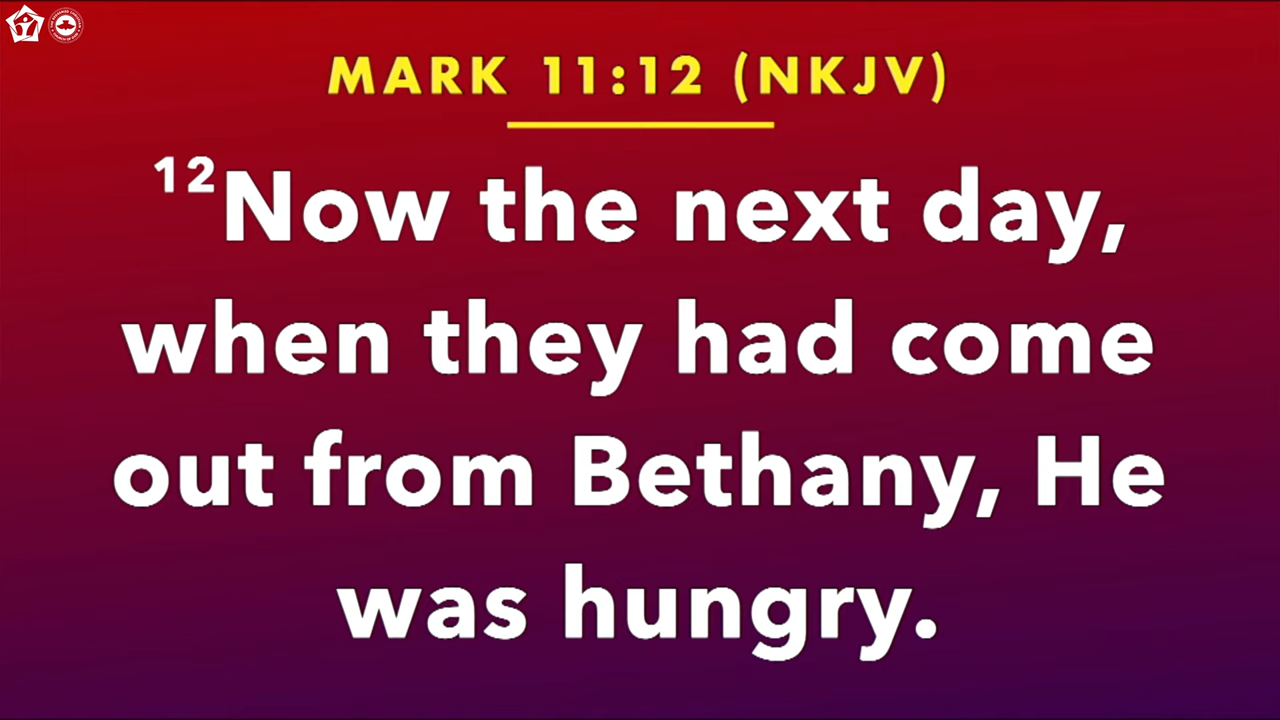 MARK 11:12 (NKJV)
12Now the next day,
when they had come
out from Bethany, He
was hungry.